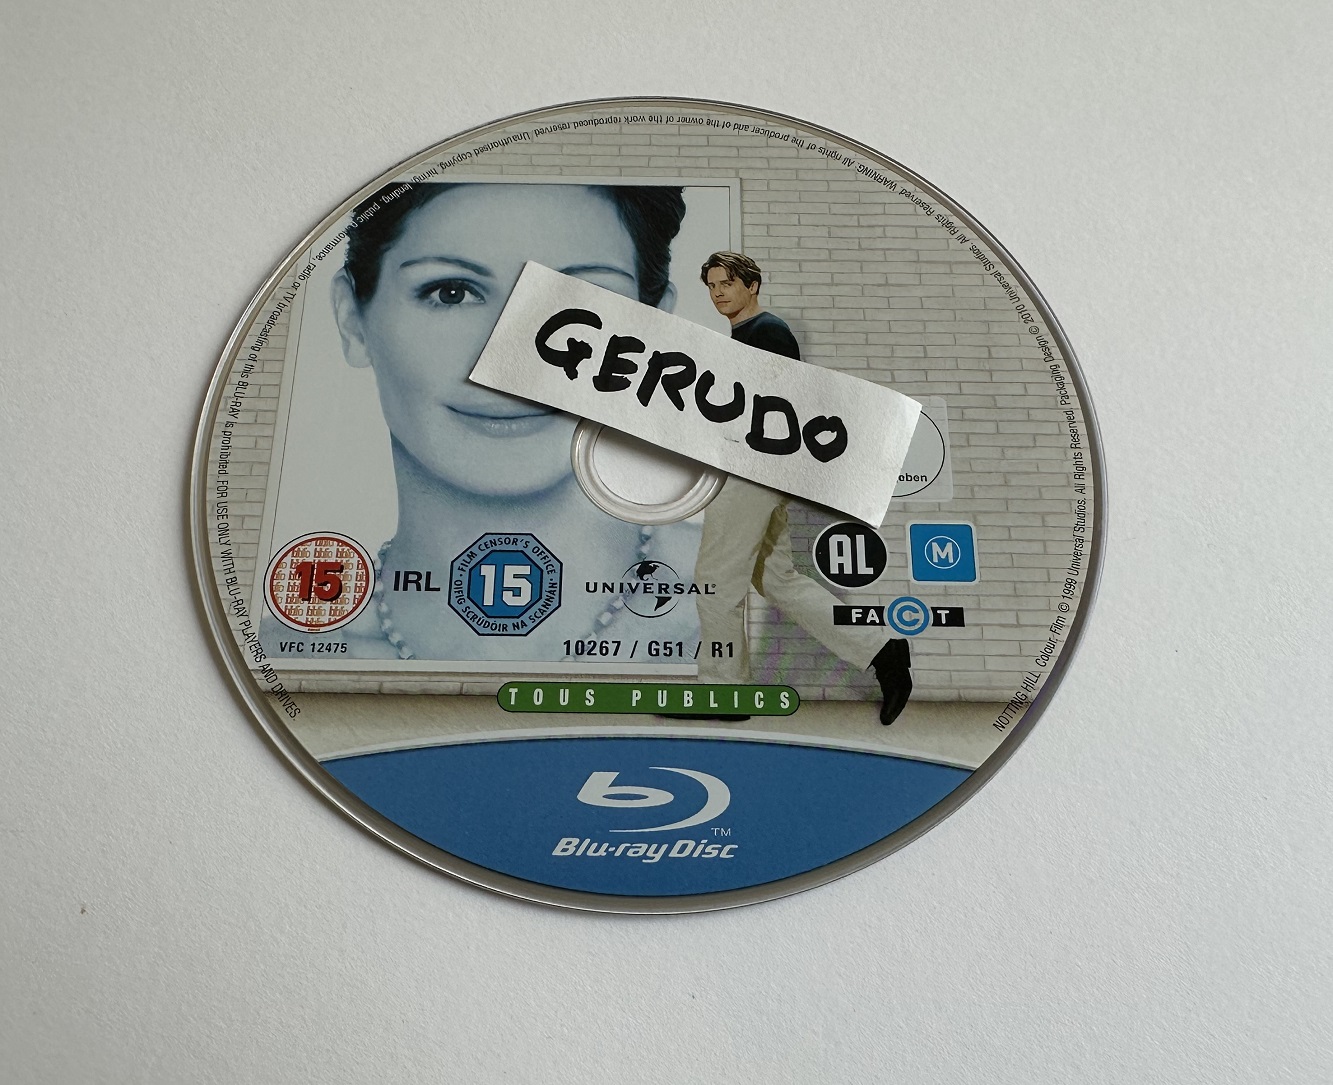 NOTTING HILL Colour. Film © 1999 Universal Studios. All Rights Reserved. Packaging Design © 2010 Universal Studios. All Rights Reserved. WARNING: All rights of the producer and of the owner of the work reproduced reserved. Unauthorised copying, hiring, lending, public performance, radio or TV broadcasting of this BLU-RAY is prohibited. FOR USE ONLY WITH BLU-RAY PLAYERS AND DRIVES.
GERUDO
15
VFC 12475
IRL
FILM CENSOR'S OFFICE
15
OIFIG SCRÚDÓIR NA SCANNÁN
UNIVERSAL
10267 / G51 / R1
AL
M
FACT
TOUS PUBLICS
Blu-ray Disc TM